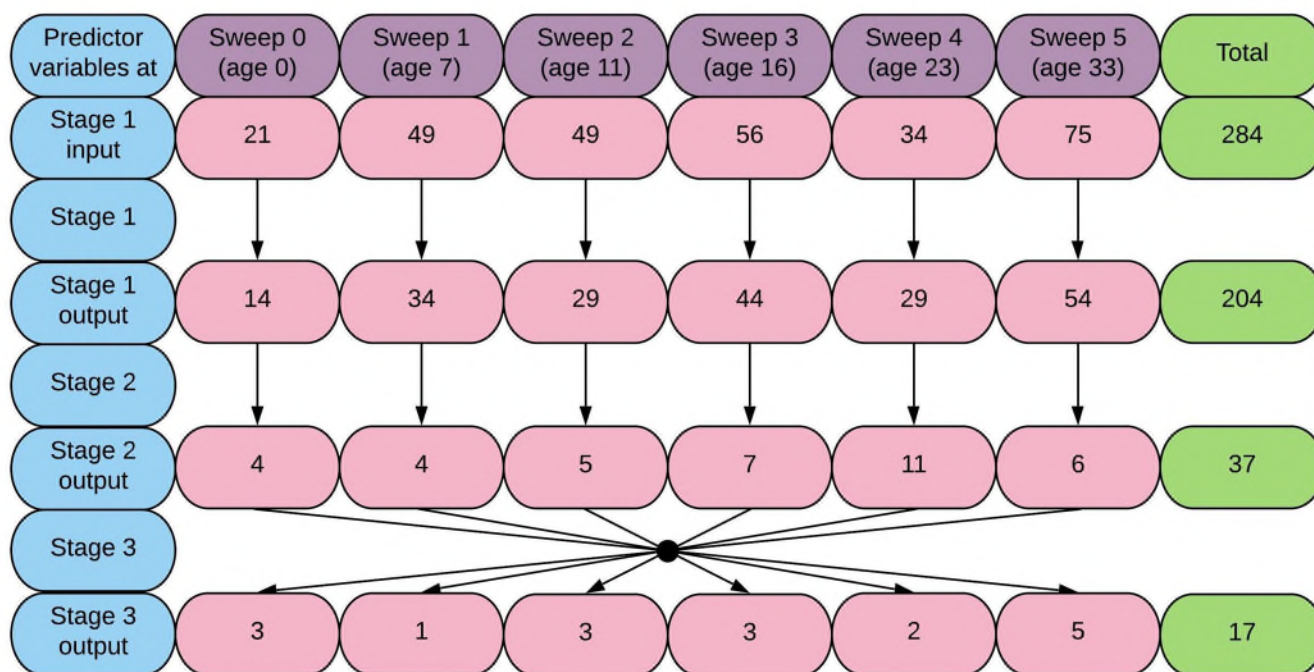 Predictor
variables at
Sweep 0
(age 0)
Sweep 1
(age 7)
Sweep 2
(age 11)
Sweep 3
(age 16)
Sweep 4
(age 23)
Sweep 5
(age 33)
Total
Stage 1
input
21
49
49
56
34
75
284
Stage 1
Stage 1
output
14
34
29
44
29
54
204
Stage 2
Stage 2
output
4
4
5
7
11
6
37
Stage 3
Stage 3
output
3
1
3
3
2
5
17